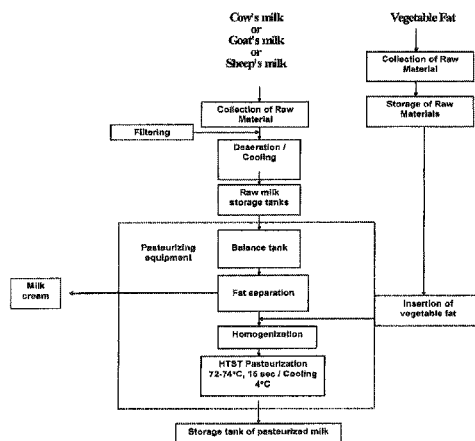 Cow's milk
or
Goat's milk
or
Sheep's milk
Vegetable Fat
Collection of Raw
Material
Collection of Raw
Material
Filtering
Storage of Raw
Materials
Deaeration /
Cooling
Raw milk
storage tanks
Pasteurizing
equipment
Balance tank
Milk
cream
Fat separation
Insertion of
vegetable fat
Homogenization
HTST Pasteurization
72-74°C, 15 sec / Cooling
4°C
Storage tank of pasteurized milk